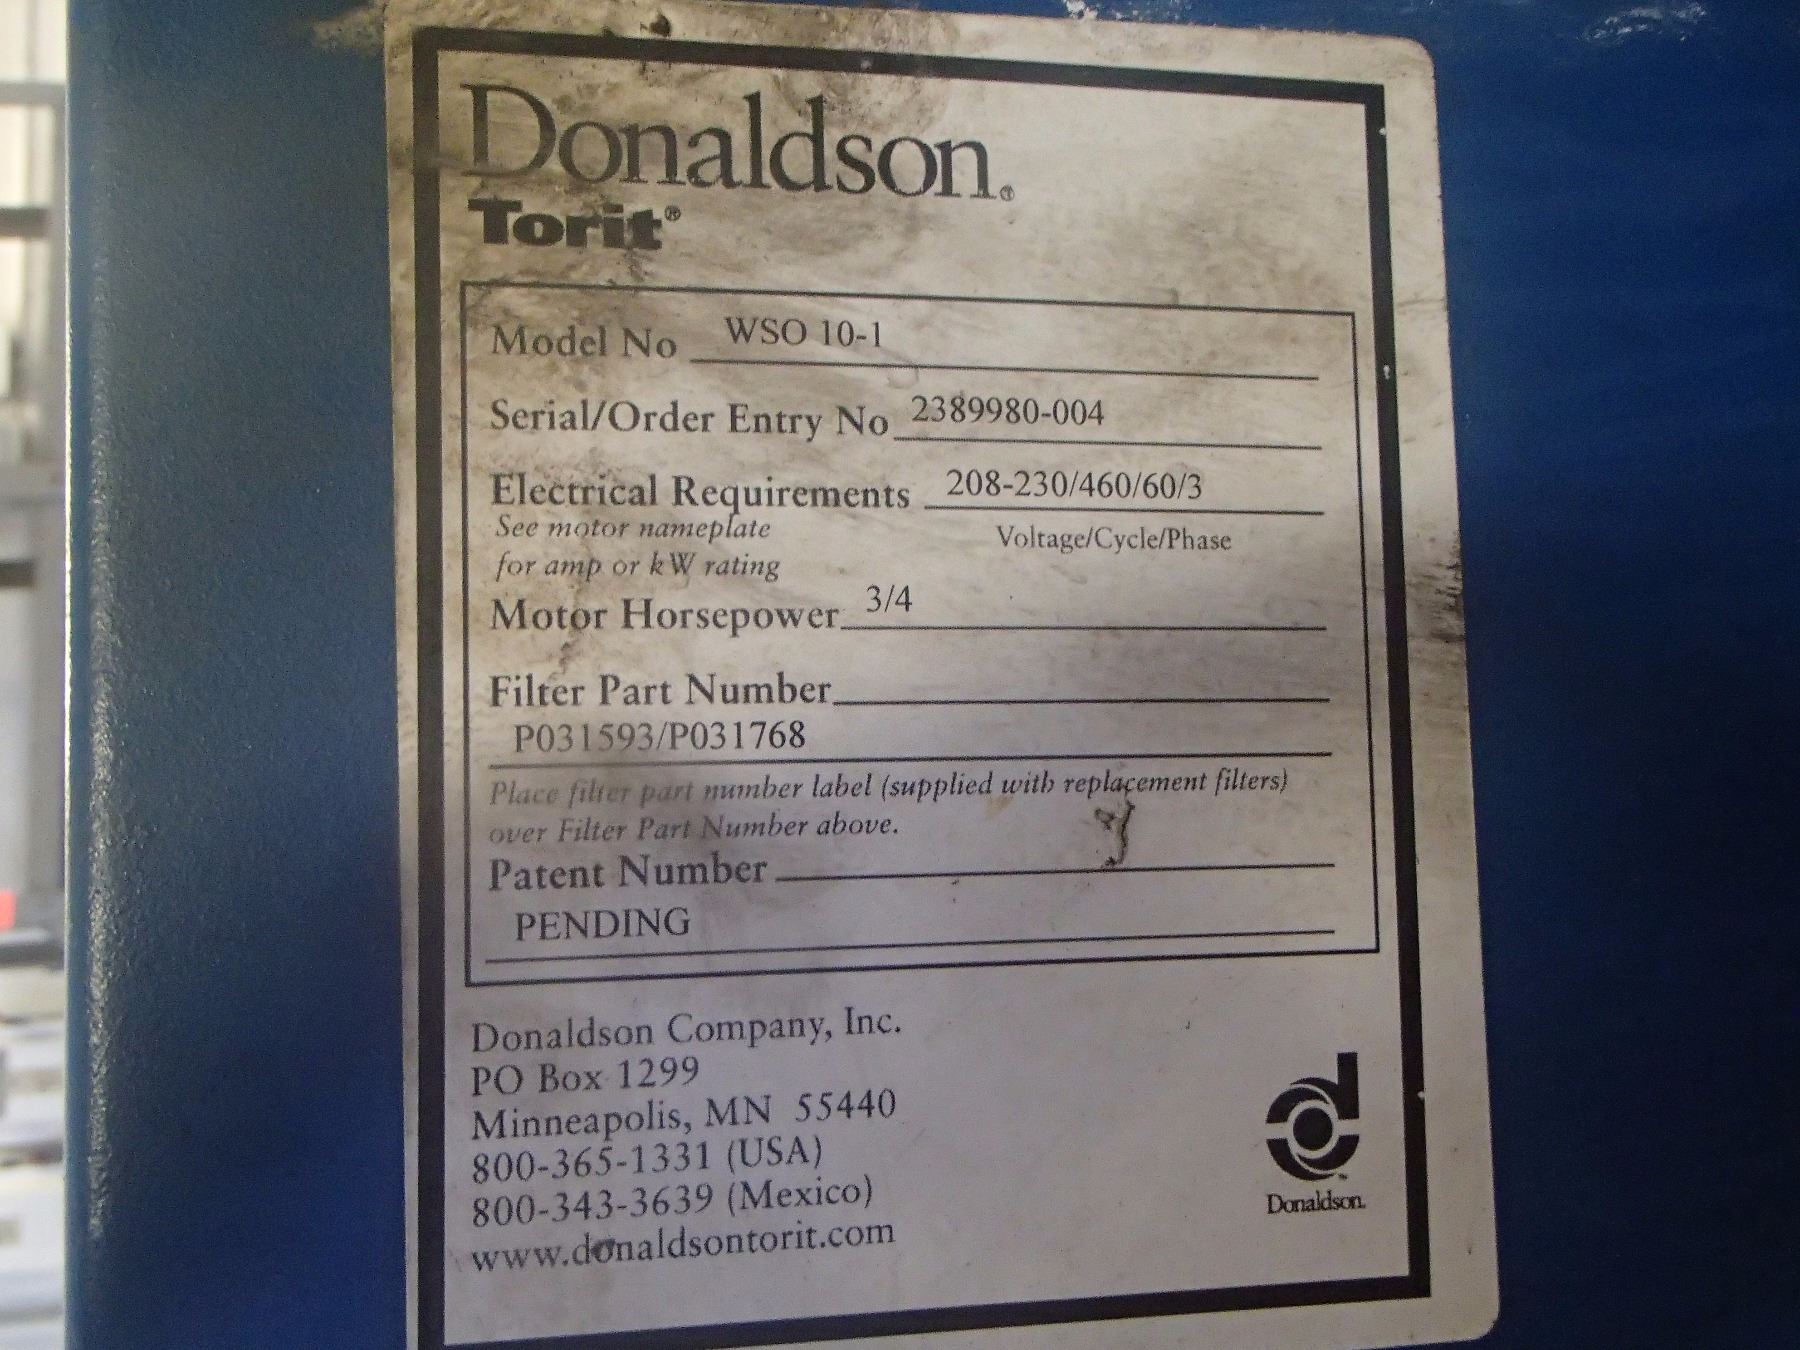 Donaldson®
Torit®
Model No WSO 10-1
Serial/Order Entry No 2389980-004
Electrical Requirements 208-230/460/60/3
See motor nameplate Voltage/Cycle/Phase
for amp or kW rating
Motor Horsepower 3/4
Filter Part Number
P031593/P031768
Place filter part number label (supplied with replacement filters)
over Filter Part Number above.
Patent Number
PENDING
Donaldson Company, Inc.
PO Box 1299
Minneapolis, MN 55440
800-365-1331 (USA)
800-343-3639 (Mexico)
www.donaldsontorit.com
d™
Donaldson.